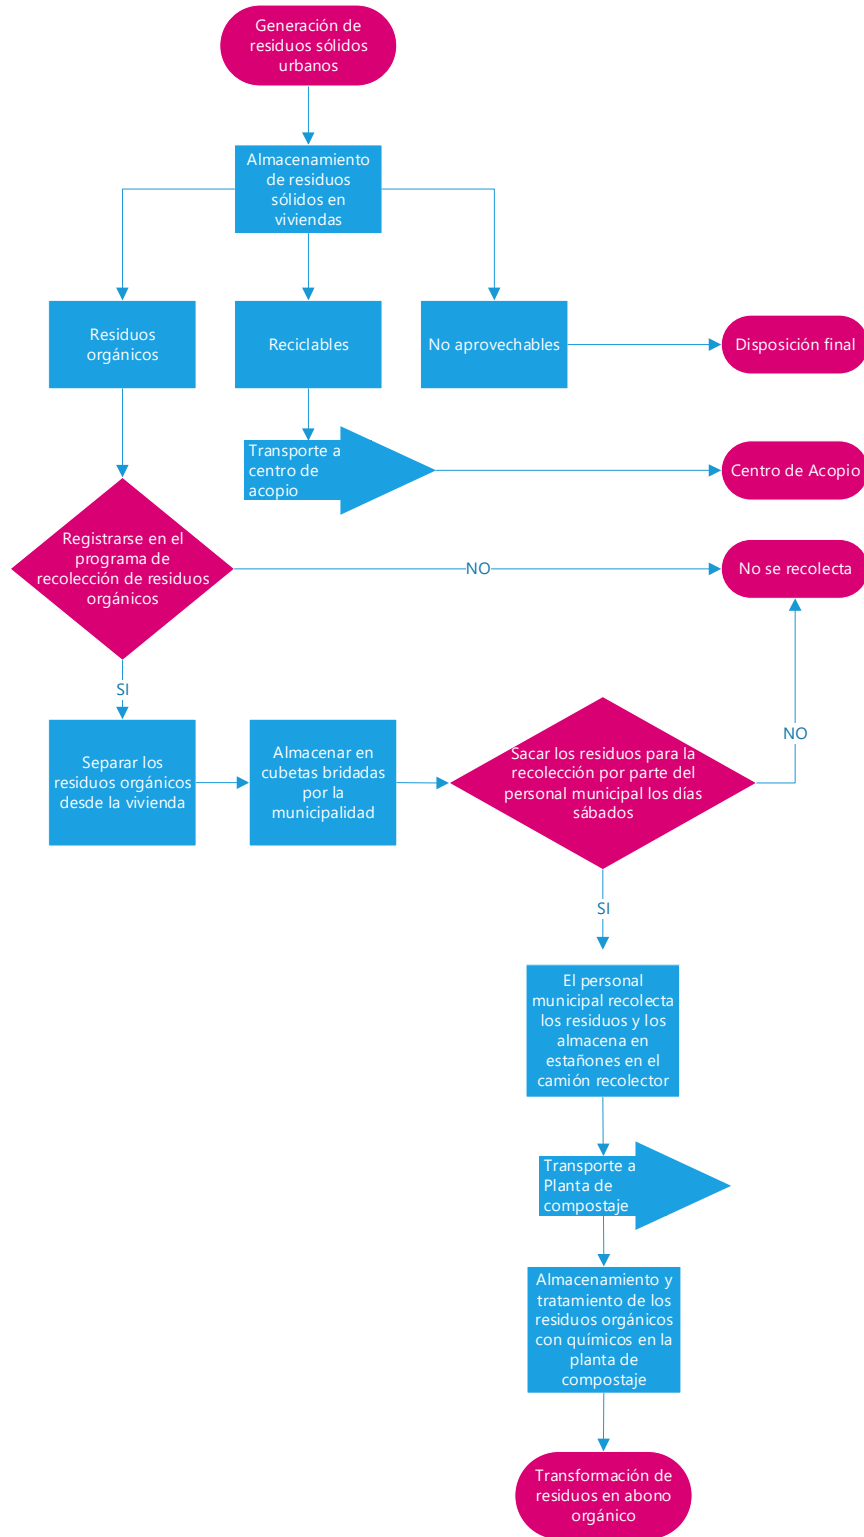 Generación de
residuos sólidos
urbanos
Almacenamiento
de residuos
sólidos en
viviendas
Residuos
orgánicos
Reciclables
No aprovechables
Disposición final
Transporte a
centro de
acopio
Centro de Acopio
Registrarse en el
programa de
recolección de residuos
orgánicos
NO
No se recolecta
SI
Separar los
residuos orgánicos
desde la vivienda
Almacenar en
cubetas bridadas
por la
municipalidad
Sacar los residuos para la
recolección por parte del
personal municipal los días
sábados
NO
SI
El personal
municipal recolecta
los residuos y los
almacena en
estañones en el
camión recolector
Transporte a
Planta de
compostaje
Almacenamiento y
tratamiento de los
residuos orgánicos
con químicos en la
planta de
compostaje
Transformación de
residuos en abono
orgánico